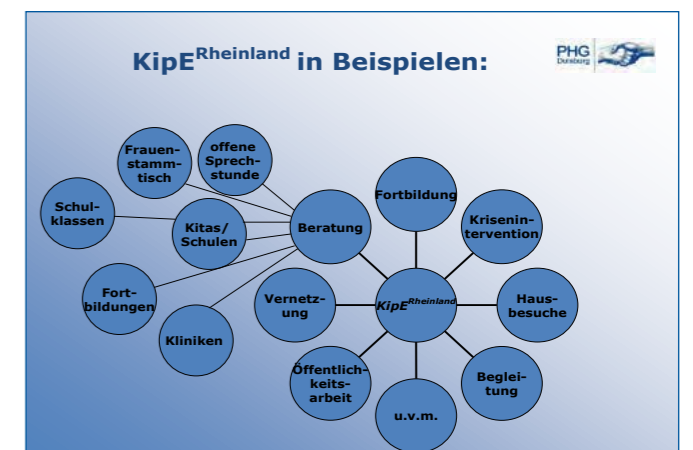 KipE^Rheinland in Beispielen:
PHG
Duisburg
Frauen-
stamm-
tisch
offene
Sprech-
stunde
Schul-
klassen
Kitas/
Schulen
Fort-
bildungen
Kliniken
Beratung
Fortbildung
Krisenin-
tervention
Vernetz-
ung
KipE^Rheinland
Haus-
besuche
Öffentlich-
keits-
arbeit
Beglei-
tung
u.v.m.